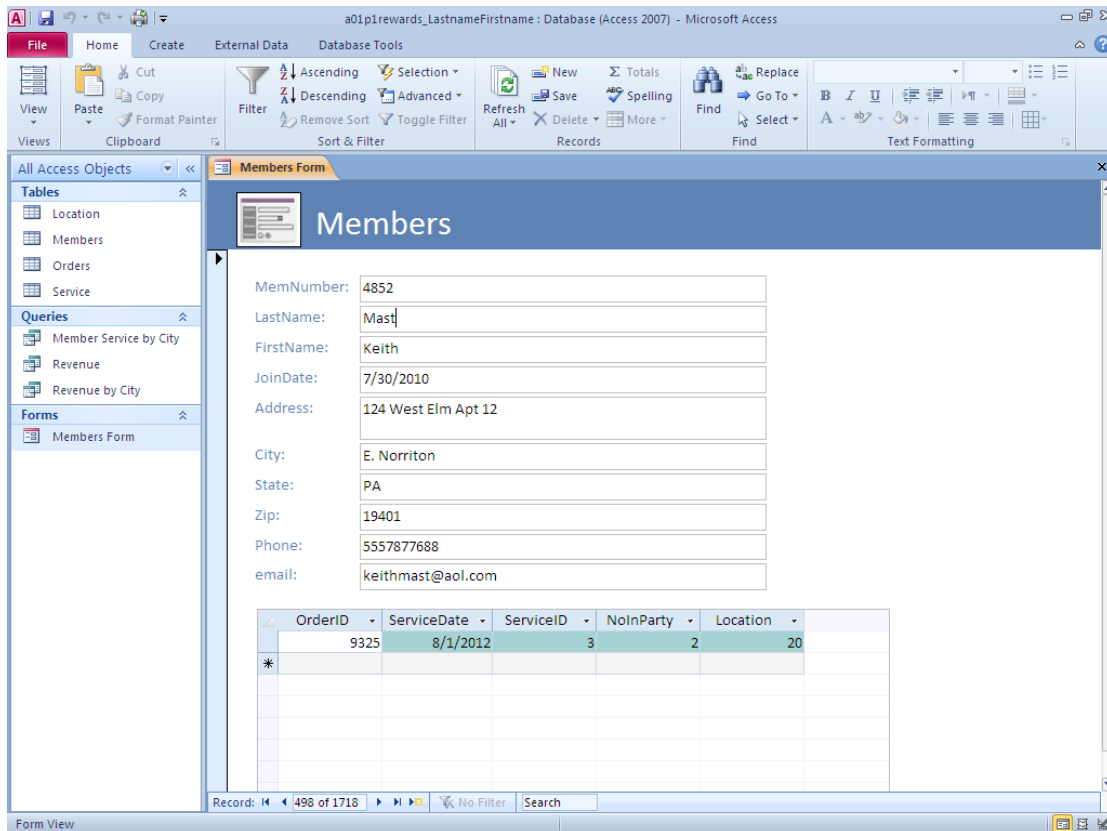 a01p1rewards_LastnameFirstname : Database (Access 2007) - Microsoft Access
File Home Create External Data Database Tools
View
Views
Paste
Cut
Copy
Format Painter
Clipboard
Filter
Ascending
Descending
Remove Sort
Selection
Advanced
Toggle Filter
Sort & Filter
Refresh
All
New
Save
Delete
Totals
Spelling
More
Records
Find
Replace
Go To
Select
Find
B I U
A
Text Formatting
All Access Objects
Tables
Location
Members
Orders
Service
Queries
Member Service by City
Revenue
Revenue by City
Forms
Members Form
Members Form
Members
MemNumber: 4852
LastName: Mast
FirstName: Keith
JoinDate: 7/30/2010
Address: 124 West Elm Apt 12
City: E. Norriton
State: PA
Zip: 19401
Phone: 5557877688
email: keithmast@aol.com
OrderID ServiceDate ServiceID NoInParty Location
9325 8/1/2012 3 2 20
Record: 498 of 1718 No Filter Search
Form View